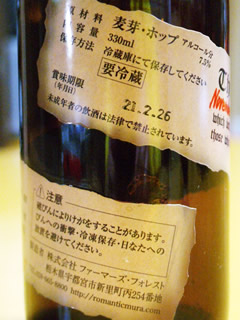 原材料 麦芽・ホップ アルコール分
7.5%
内容量 330ml
保存方法 冷蔵庫にて保存してください
要冷蔵
賞味期限
(年月日)
21.2.26
未成年者の飲酒は法律で禁止されています。
注意
破びんによりけがをすることがあります。
びんへの衝撃・冷凍保存・日なたへの
放置を避けてください。
製造者 株式会社 ファーマーズ・フォレスト
栃木県宇都宮市新里町丙254番地
http://romanticmura.com